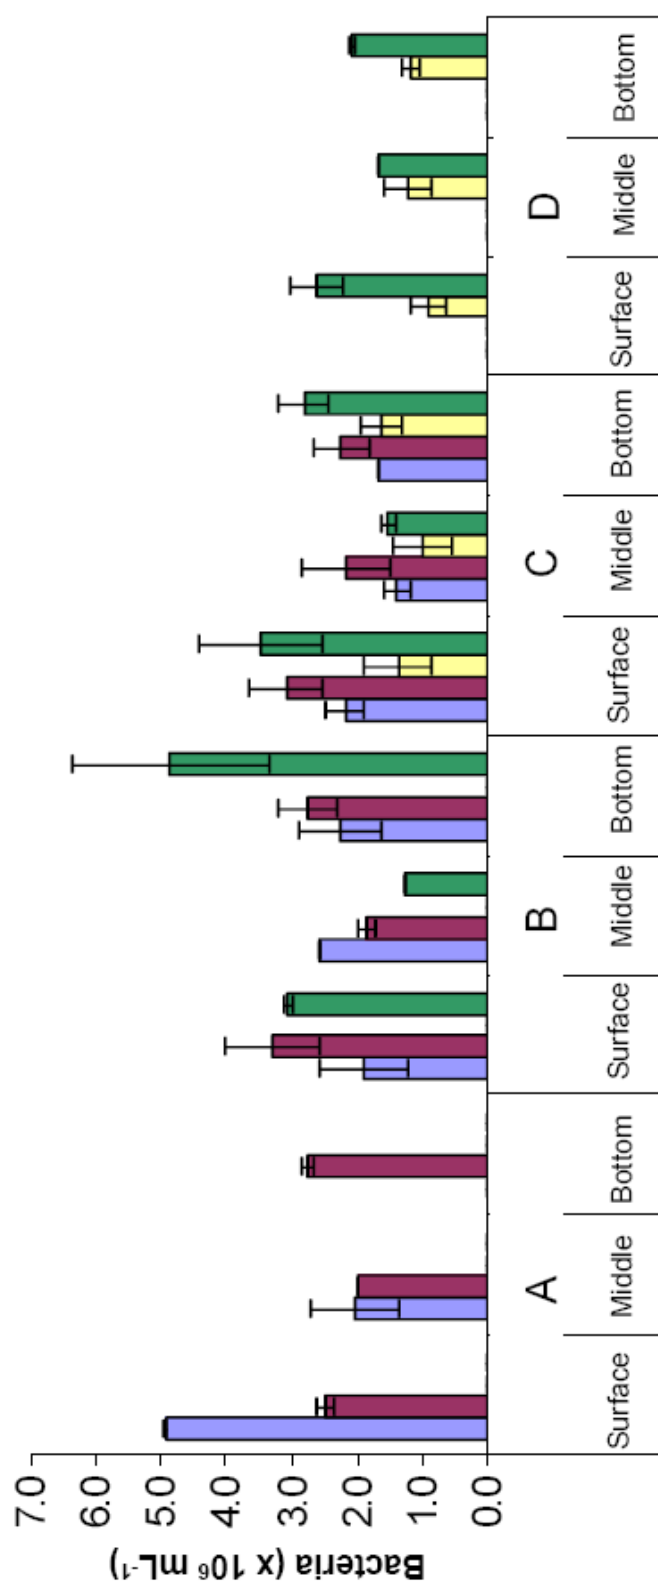 Bacteria (x 10⁶ mL⁻¹)
7.0
6.0
5.0
4.0
3.0
2.0
1.0
0.0
Surface Middle Bottom Surface Middle Bottom Surface Middle Bottom Surface Middle Bottom
A B C D